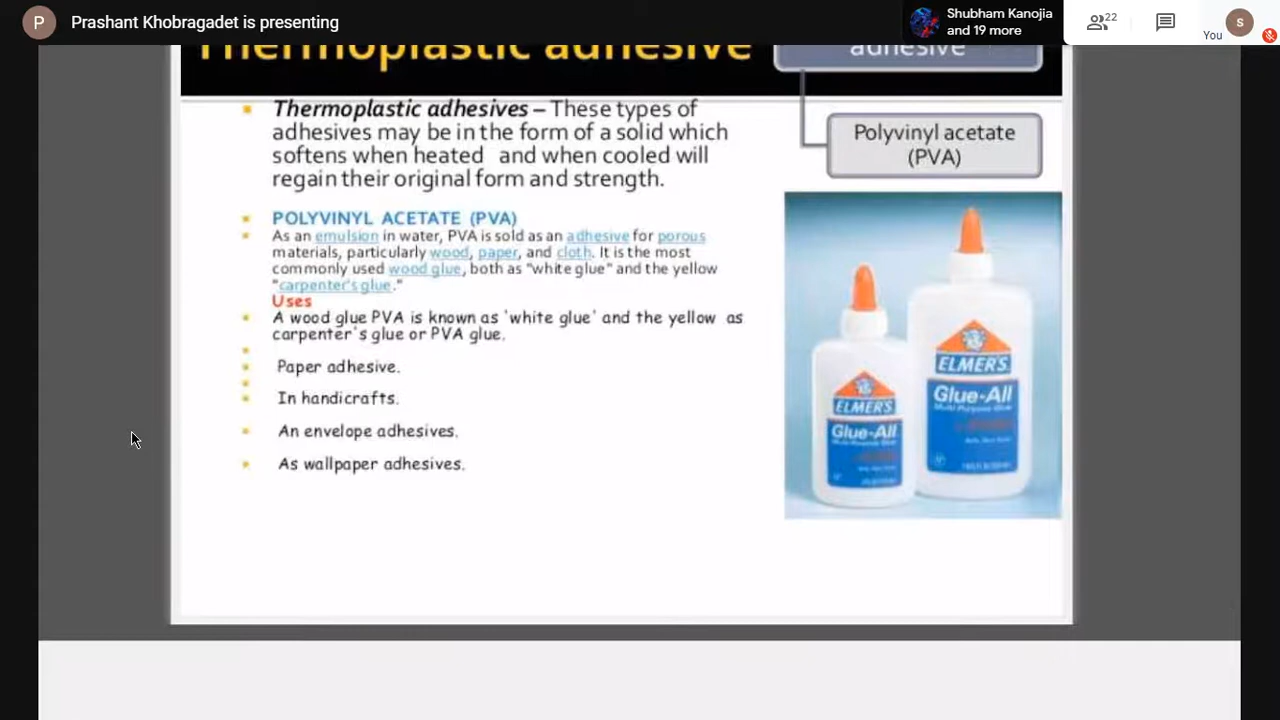 P Prashant Khobragadet is presenting
Shubham Kanojia
and 19 more
22
You
S
Thermoplastic adhesive
adhesive
Polyvinyl acetate
(PVA)
Thermoplastic adhesives – These types of
adhesives may be in the form of a solid which
softens when heated and when cooled will
regain their original form and strength.
POLYVINYL ACETATE (PVA)
As an emulsion in water, PVA is sold as an adhesive for porous
materials, particularly wood, paper, and cloth. It is the most
commonly used wood glue, both as "white glue" and the yellow
"carpenter's glue."
Uses
A wood glue PVA is known as 'white glue' and the yellow as
carpenter's glue or PVA glue.
Paper adhesive.
In handicrafts.
An envelope adhesives.
As wallpaper adhesives.
ELMER'S
Glue-All
Multi-Purpose Glue
ELMER'S
Glue-All
Multi-Purpose Glue